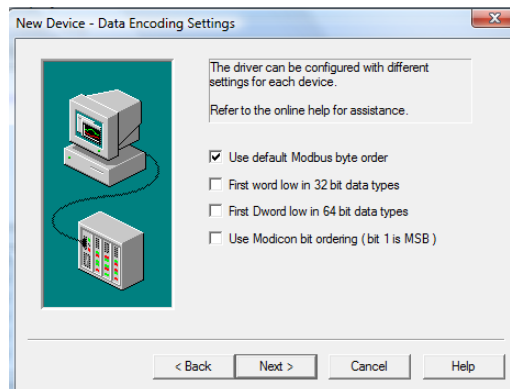 New Device - Data Encoding Settings
The driver can be configured with different
settings for each device.
Refer to the online help for assistance.
Use default Modbus byte order
First word low in 32 bit data types
First Dword low in 64 bit data types
Use Modicon bit ordering ( bit 1 is MSB )
< Back Next > Cancel Help